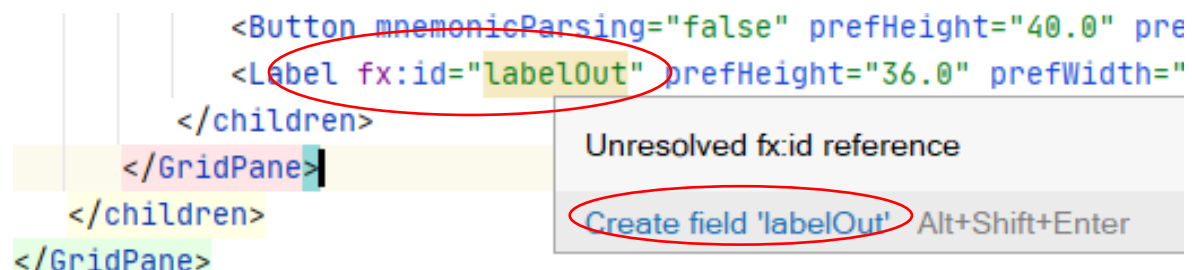 <Button mnemonicParsing="false" prefHeight="40.0" pre
<Label fx:id="labelOut" prefHeight="36.0" prefWidth="
</children>
Unresolved fx:id reference
</GridPane>
</children>
Create field 'labelOut' Alt+Shift+Enter
</GridPane>